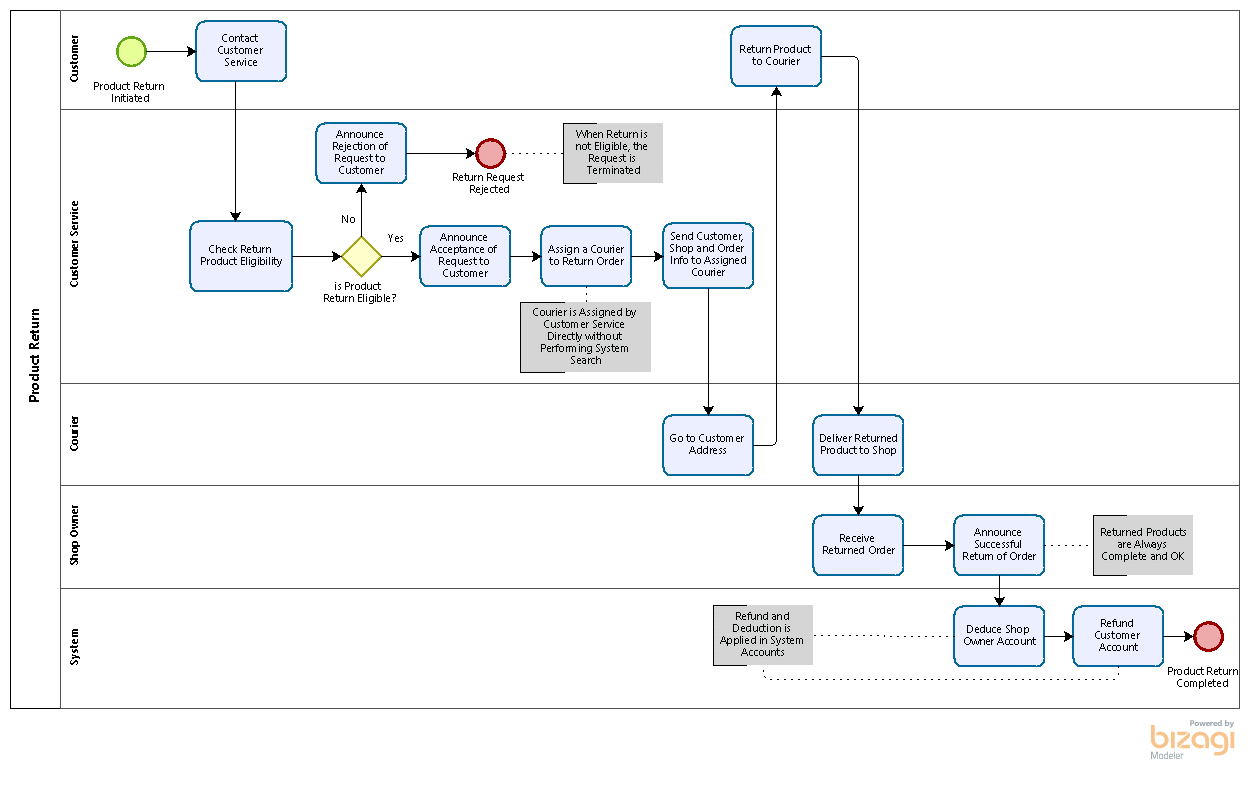 Product Return
Customer
Product Return
Initiated
Contact
Customer
Service
Return Product
to Courier
Customer Service
Announce
Rejection of
Request to
Customer
Return Request
Rejected
When Return is
not Eligible, the
Request is
Terminated
Check Return
Product Eligibility
No
Yes
is Product
Return Eligible?
Announce
Acceptance of
Request to
Customer
Assign a Courier
to Return Order
Send Customer,
Shop and Order
Info to Assigned
Courier
Courier is Assigned by
Customer Service
Directly without
Performing System
Search
Courier
Go to Customer
Address
Deliver Returned
Product to Shop
Shop Owner
Receive
Returned Order
Announce
Successful
Return of Order
Returned Products
are Always
Complete and OK
System
Refund and
Deduction is
Applied in System
Accounts
Deduce Shop
Owner Account
Refund
Customer
Account
Product Return
Completed
Powered by
bizagi
Modeler